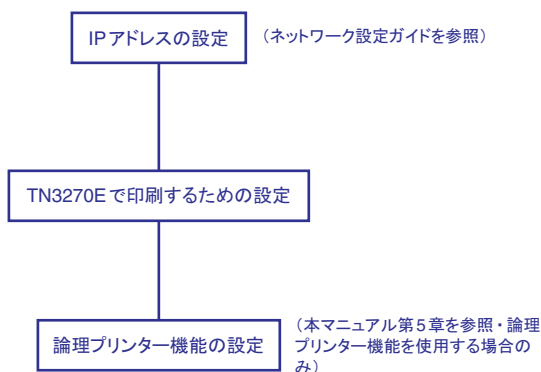 IPアドレスの設定
(ネットワーク設定ガイドを参照)
TN3270Eで印刷するための設定
論理プリンター機能の設定
(本マニュアル第5章を参照・論理
プリンター機能を使用する場合の
み)